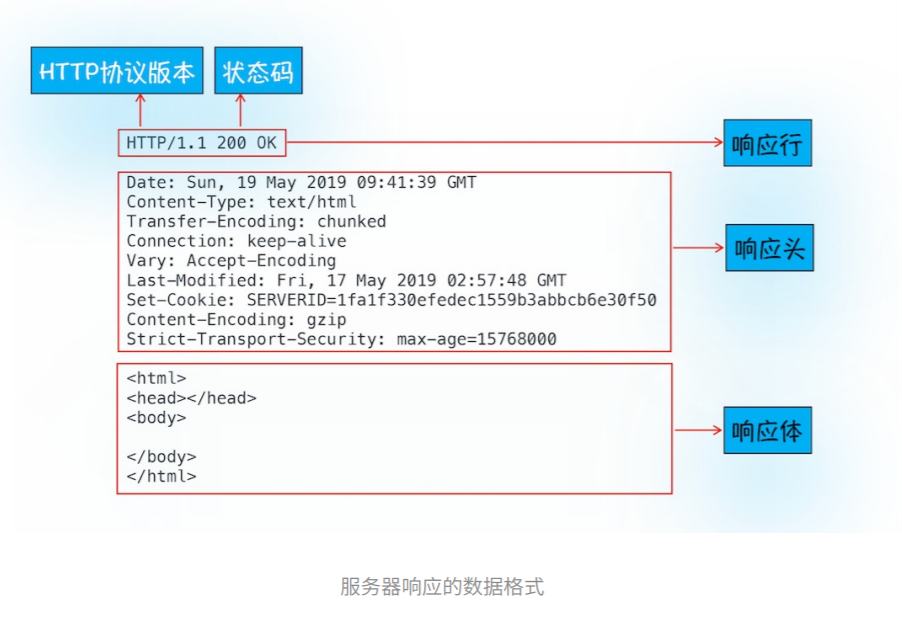 HTTP协议版本 状态码
HTTP/1.1 200 OK
响应行
Date: Sun, 19 May 2019 09:41:39 GMT
Content-Type: text/html
Transfer-Encoding: chunked
Connection: keep-alive
Vary: Accept-Encoding
Last-Modified: Fri, 17 May 2019 02:57:48 GMT
Set-Cookie: SERVERID=1fa1f330efedec1559b3abbcb6e30f50
Content-Encoding: gzip
Strict-Transport-Security: max-age=15768000
响应头
<html>
<head></head>
<body>
</body>
</html>
响应体
服务器响应的数据格式